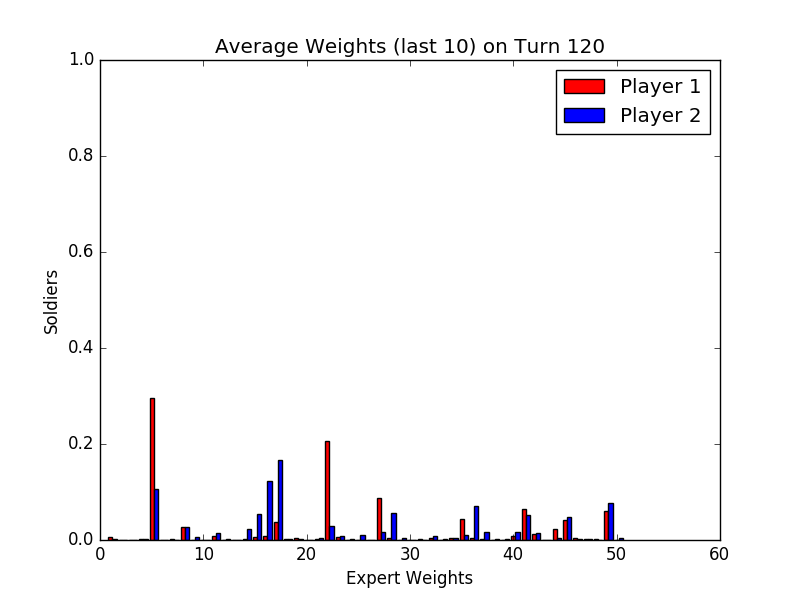 Average Weights (last 10) on Turn 120
1.0
Player 1
Player 2
0.8
0.6
Soldiers
0.4
0.2
0.0
0 10 20 30 40 50 60
Expert Weights